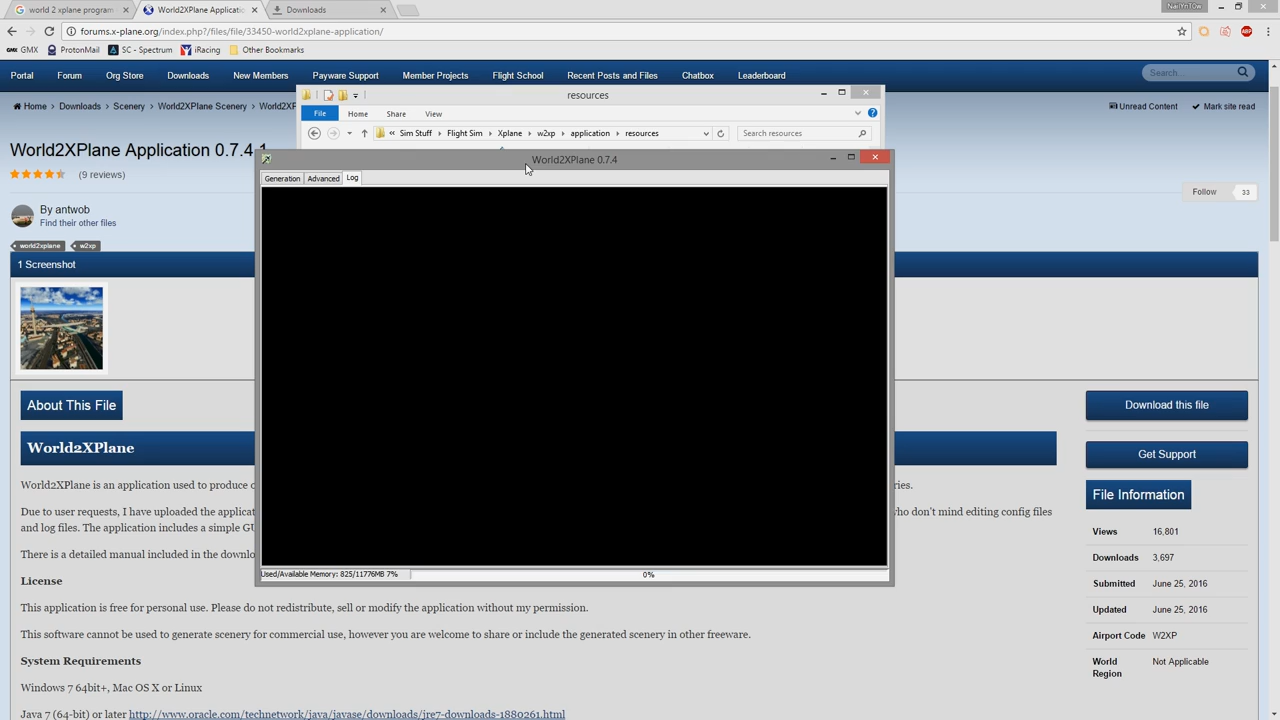 world 2 xplane program
World2XPlane Applicatio
Downloads
NailYnTOw
forums.x-plane.org/index.php?/files/file/33450-world2xplane-application/
GMX ProtonMail SC - Spectrum iRacing Other Bookmarks
Portal Forum Org Store Downloads New Members Payware Support Member Projects Flight School Recent Posts and Files Chatbox Leaderboard Search...
Home Downloads Scenery World2XPlane Scenery World2XP
Unread Content Mark site read
resources
File Home Share View
Sim Stuff Flight Sim Xplane w2xp application resources Search resources
World2XPlane Application 0.7.4.1
World2XPlane 0.7.4
Generation Advanced Log
(9 reviews)
Follow 33
By antwob
Find their other files
world2xplane w2xp
1 Screenshot
About This File
Download this file
World2XPlane
Get Support
World2XPlane is an application used to produce
ries.
File Information
Due to user requests, I have uploaded the applica
who don't mind editing config files
and log files. The application includes a simple GU
Views 16,801
There is a detailed manual included in the downlo
Downloads 3,697
Used/Available Memory: 825/11776MB 7% 0%
License
Submitted June 25, 2016
This application is free for personal use. Please do not redistribute, sell or modify the application without my permission.
Updated June 25, 2016
This software cannot be used to generate scenery for commercial use, however you are welcome to share or include the generated scenery in other freeware.
Airport Code W2XP
System Requirements
World Region Not Applicable
Windows 7 64bit+, Mac OS X or Linux
Java 7 (64-bit) or later http://www.oracle.com/technetwork/java/javase/downloads/jre7-downloads-1880261.html